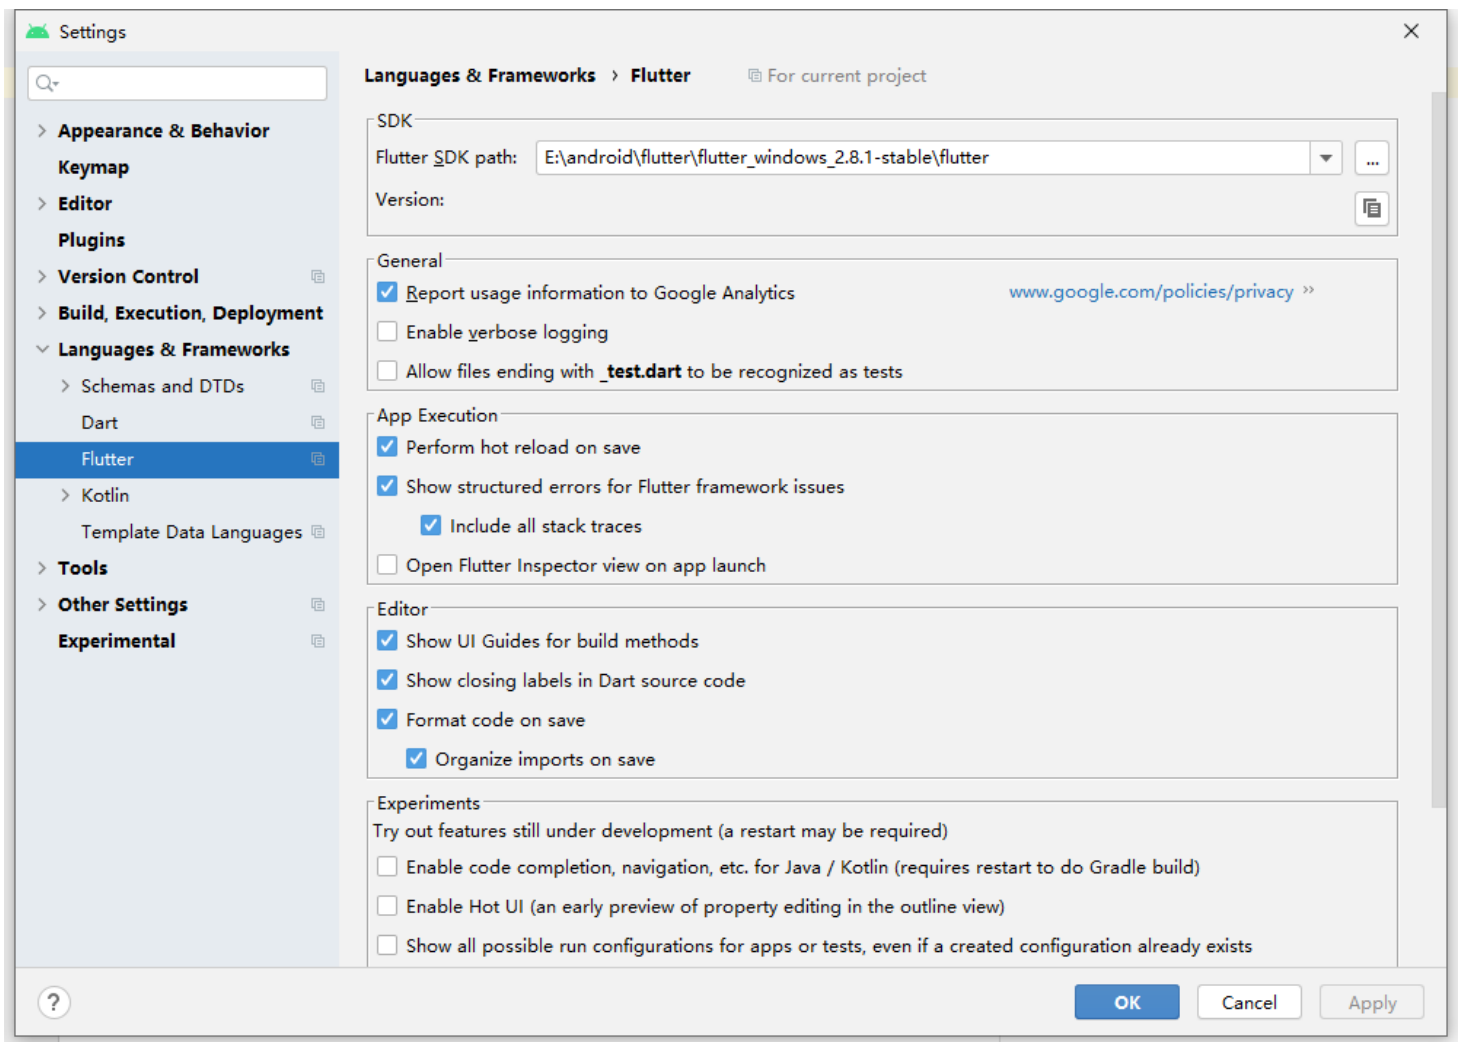 Settings
Languages & Frameworks › Flutter For current project
Appearance & Behavior
Keymap
Editor
Plugins
Version Control
Build, Execution, Deployment
Languages & Frameworks
Schemas and DTDs
Dart
Flutter
Kotlin
Template Data Languages
Tools
Other Settings
Experimental
SDK
Flutter SDK path: E:\android\flutter\flutter_windows_2.8.1-stable\flutter ...
Version:
General
Report usage information to Google Analytics www.google.com/policies/privacy »
Enable verbose logging
Allow files ending with _test.dart to be recognized as tests
App Execution
Perform hot reload on save
Show structured errors for Flutter framework issues
Include all stack traces
Open Flutter Inspector view on app launch
Editor
Show UI Guides for build methods
Show closing labels in Dart source code
Format code on save
Organize imports on save
Experiments
Try out features still under development (a restart may be required)
Enable code completion, navigation, etc. for Java / Kotlin (requires restart to do Gradle build)
Enable Hot UI (an early preview of property editing in the outline view)
Show all possible run configurations for apps or tests, even if a created configuration already exists
? OK Cancel Apply